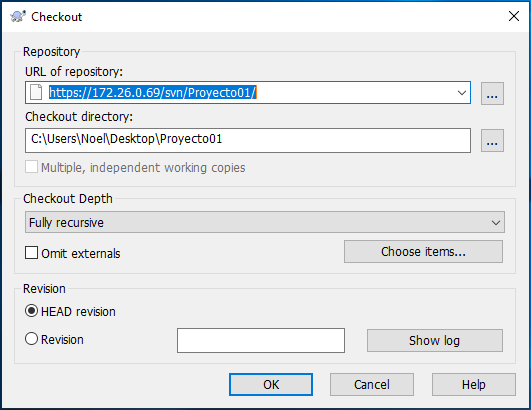 Checkout
Repository
URL of repository:
https://172.26.0.69/svn/Proyecto01/
...
Checkout directory:
C:\Users\Noel\Desktop\Proyecto01
...
Multiple, independent working copies
Checkout Depth
Fully recursive
Omit externals
Choose items...
Revision
HEAD revision
Revision
Show log
OK
Cancel
Help